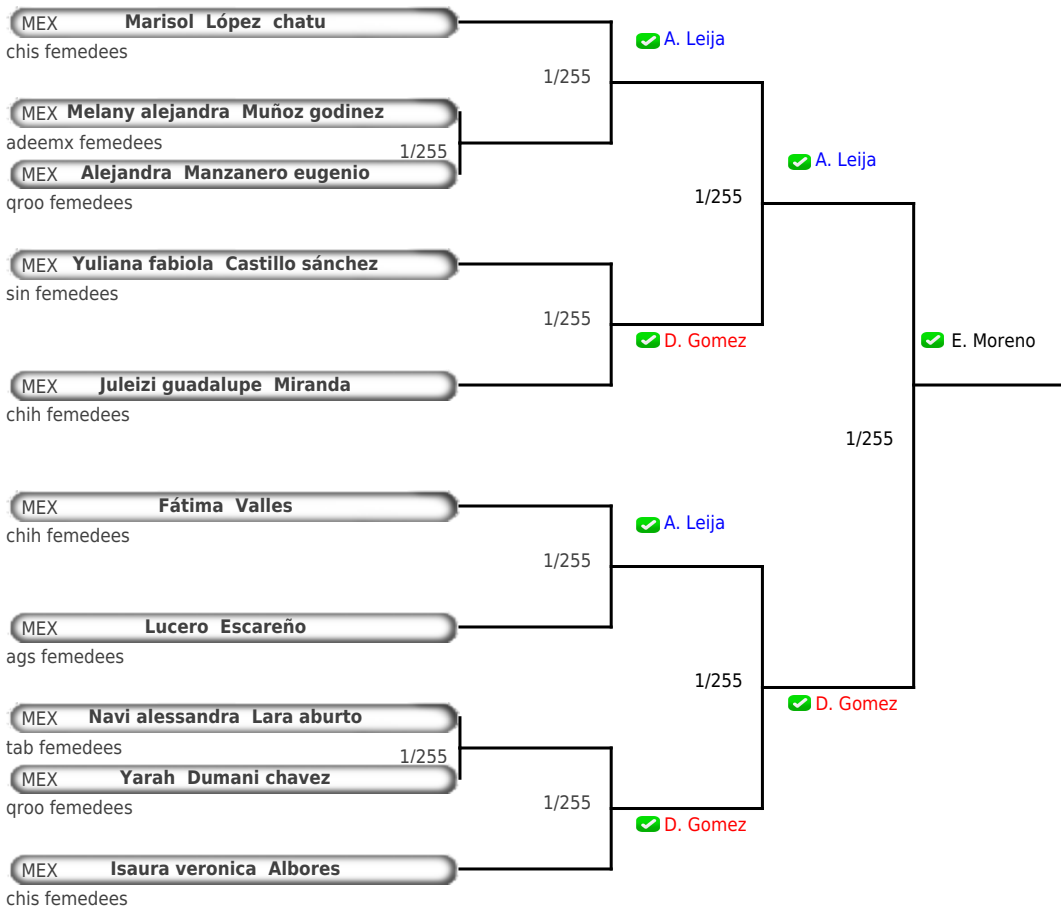 MEX Marisol López chatu
chis femedees
A. Leija
1/255
MEX Melany alejandra Muñoz godinez
adeemx femedees
1/255
MEX Alejandra Manzanero eugenio
qroo femedees
A. Leija
1/255
MEX Yuliana fabiola Castillo sánchez
sin femedees
1/255
D. Gomez
E. Moreno
MEX Juleizi guadalupe Miranda
chih femedees
1/255
MEX Fátima Valles
chih femedees
A. Leija
1/255
MEX Lucero Escareño
ags femedees
1/255
D. Gomez
MEX Navi alessandra Lara aburto
tab femedees
1/255
MEX Yarah Dumani chavez
qroo femedees
1/255
D. Gomez
MEX Isaura veronica Albores
chis femedees